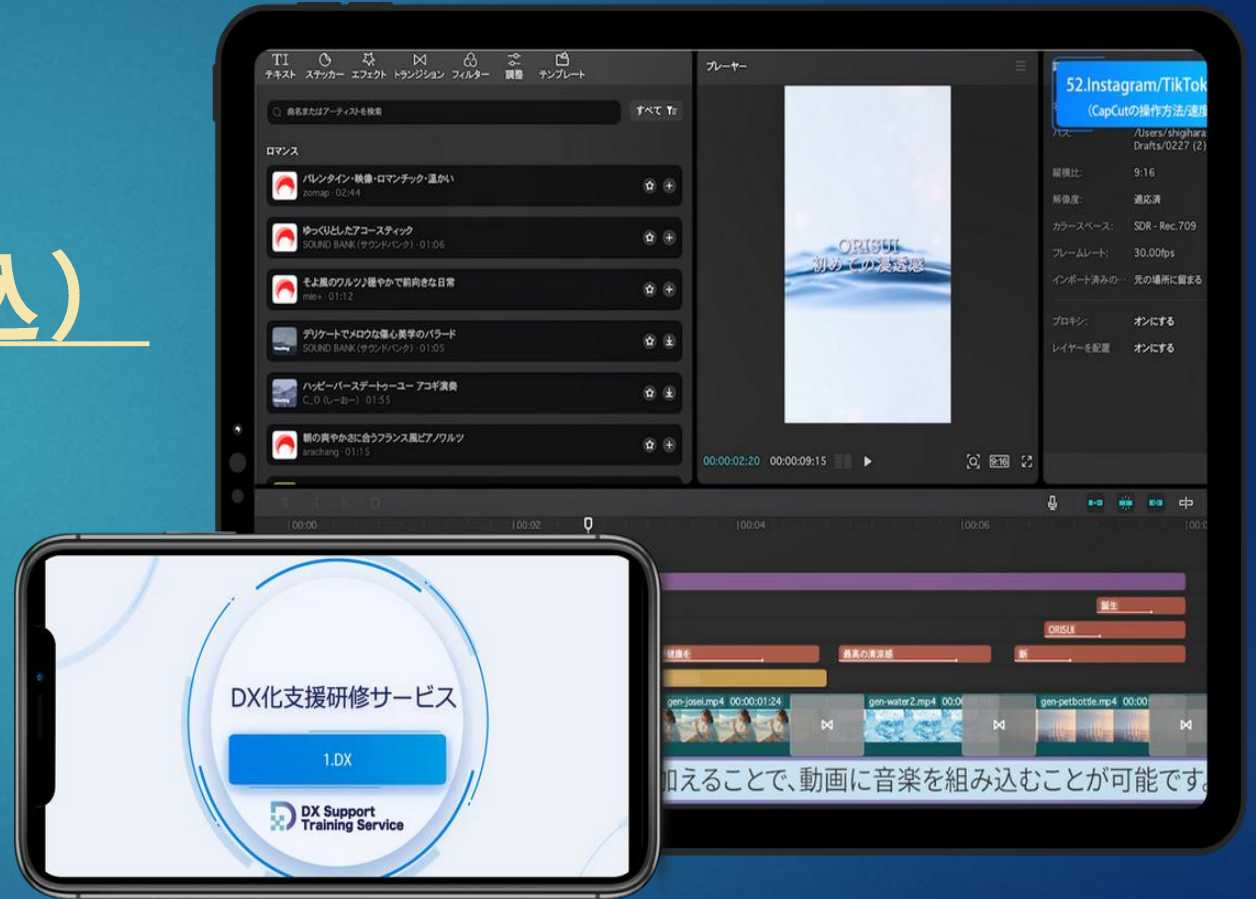 込）
TI
テキスト ステッカー エフェクト トランジション フィルター 調整 テンプレート
曲名またはアーティストを検索
すべて
ロマンス
バレンタイン・映像・ロマンチック・温かい
zomap · 02:44
ゆっくりとしたアコースティック
SOUND BANK (サウンドバンク) · 01:06
そよ風のワルツ♪穏やかで前向きな日常
mie+ · 01:12
デリケートでメロウな傷心美学のバラード
SOUND BANK (サウンドバンク) · 01:05
ハッピーバースデートゥーユー アコギ演奏
C_O (しーおー) · 01:55
朝の爽やかさに合うフランス風ピアノワルツ
arachang · 01:15
プレーヤー
ORISUI
初めての浸透感
00:00:02:20 00:00:09:15
9:16
52.Instagram/TikTok
（CapCutの操作方法/速度
パス: /Users/shigihara
Drafts/0227 (2)
縦横比: 9:16
解像度: 適応済
カラースペース: SDR - Rec.709
フレームレート: 30.00fps
インポート済みの… 元の場所に留まる
プロキシ: オンにする
レイヤーを配置 オンにする
00:00 00:02 00:04 00:06
誕生
ORISUI
健康を 最高の清涼感 新
gen-josei.mp4 00:00:01:24 gen-water2.mp4 00:00 gen-petbottle.mp4 00:00:
加えることで、動画に音楽を組み込むことが可能です。
DX化支援研修サービス
1.DX
DX Support
Training Service